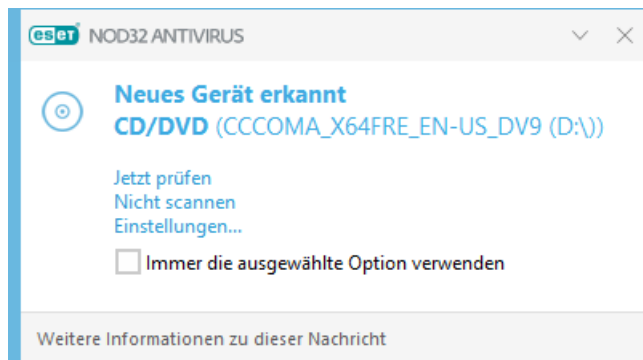 eset NOD32 ANTIVIRUS
Neues Gerät erkannt
CD/DVD (CCCOMA_X64FRE_EN-US_DV9 (D:\))
Jetzt prüfen
Nicht scannen
Einstellungen...
Immer die ausgewählte Option verwenden
Weitere Informationen zu dieser Nachricht